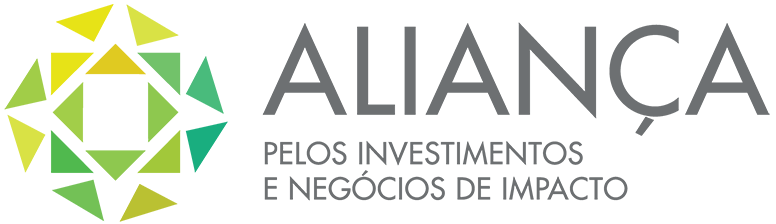 ALIANÇA
PELOS INVESTIMENTOS
E NEGÓCIOS DE IMPACTO